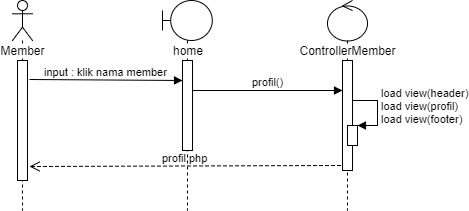 Member
home
ControllerMember
input : klik nama member
profil()
load view(header)
load view(profil)
load view(footer)
profil.php